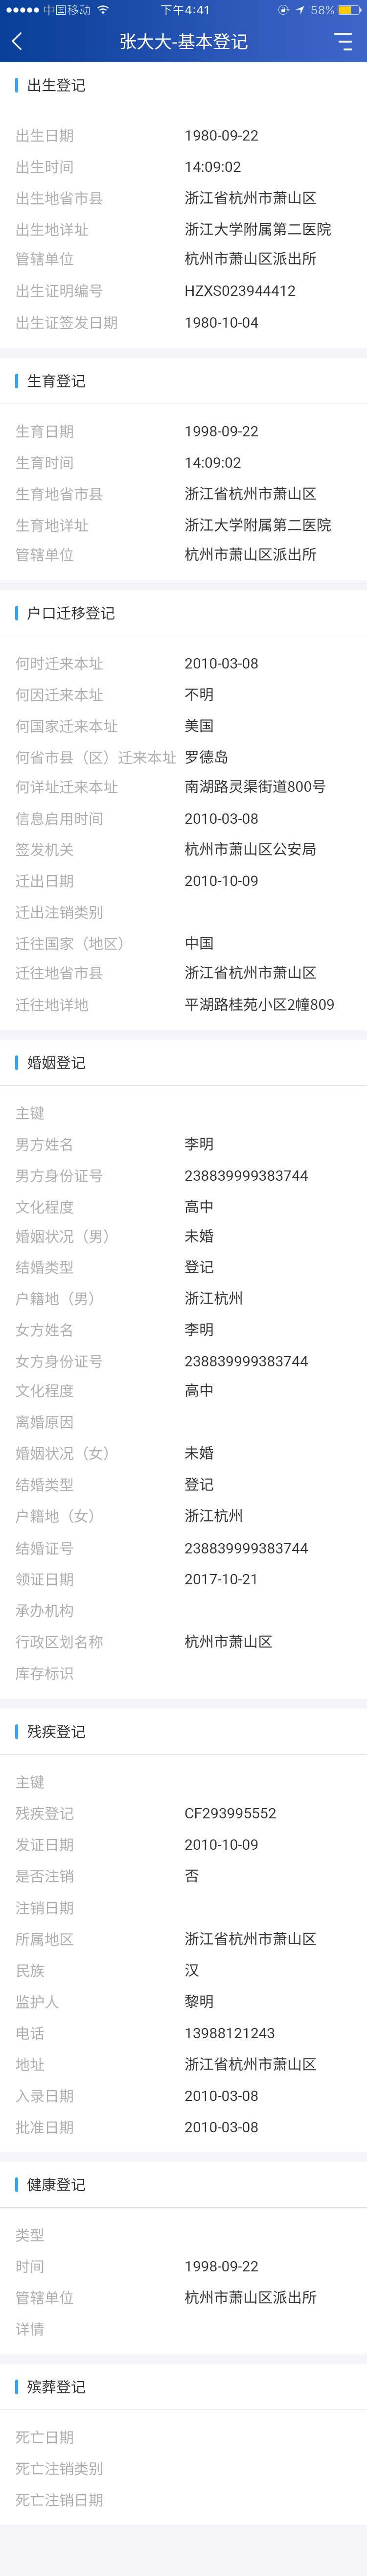 中国移动 下午4:41 58%
张大大-基本登记
出生登记
出生日期 1980-09-22
出生时间 14:09:02
出生地省市县 浙江省杭州市萧山区
出生地详址 浙江大学附属第二医院
管辖单位 杭州市萧山区派出所
出生证明编号 HZXS023944412
出生证签发日期 1980-10-04
生育登记
生育日期 1998-09-22
生育时间 14:09:02
生育地省市县 浙江省杭州市萧山区
生育地详址 浙江大学附属第二医院
管辖单位 杭州市萧山区派出所
户口迁移登记
何时迁来本址 2010-03-08
何因迁来本址 不明
何国家迁来本址 美国
何省市县（区）迁来本址 罗德岛
何详址迁来本址 南湖路灵渠街道800号
信息启用时间 2010-03-08
签发机关 杭州市萧山区公安局
迁出日期 2010-10-09
迁出注销类别
迁往国家（地区） 中国
迁往地省市县 浙江省杭州市萧山区
迁往地详地 平湖路桂苑小区2幢809
婚姻登记
主键
男方姓名 李明
男方身份证号 238839999383744
文化程度 高中
婚姻状况（男） 未婚
结婚类型 登记
户籍地（男） 浙江杭州
女方姓名 李明
女方身份证号 238839999383744
文化程度 高中
离婚原因
婚姻状况（女） 未婚
结婚类型 登记
户籍地（女） 浙江杭州
结婚证号 238839999383744
领证日期 2017-10-21
承办机构
行政区划名称 杭州市萧山区
库存标识
残疾登记
主键
残疾登记 CF293995552
发证日期 2010-10-09
是否注销 否
注销日期
所属地区 浙江省杭州市萧山区
民族 汉
监护人 黎明
电话 13988121243
地址 浙江省杭州市萧山区
入录日期 2010-03-08
批准日期 2010-03-08
健康登记
类型
时间 1998-09-22
管辖单位 杭州市萧山区派出所
详情
殡葬登记
死亡日期
死亡注销类别
死亡注销日期